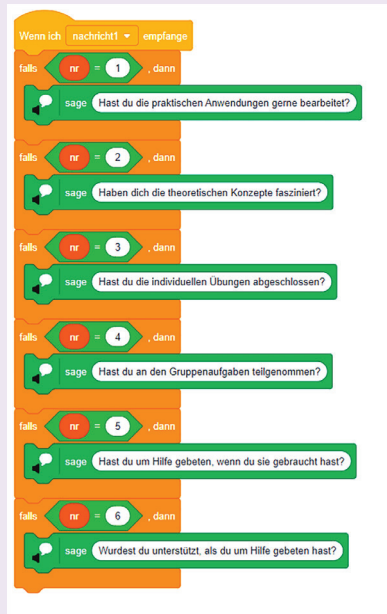 Wenn ich nachricht1 empfange
falls nr = 1 , dann
sage Hast du die praktischen Anwendungen gerne bearbeitet?
falls nr = 2 , dann
sage Haben dich die theoretischen Konzepte fasziniert?
falls nr = 3 , dann
sage Hast du die individuellen Übungen abgeschlossen?
falls nr = 4 , dann
sage Hast du an den Gruppenaufgaben teilgenommen?
falls nr = 5 , dann
sage Hast du um Hilfe gebeten, wenn du sie gebraucht hast?
falls nr = 6 , dann
sage Wurdest du unterstützt, als du um Hilfe gebeten hast?